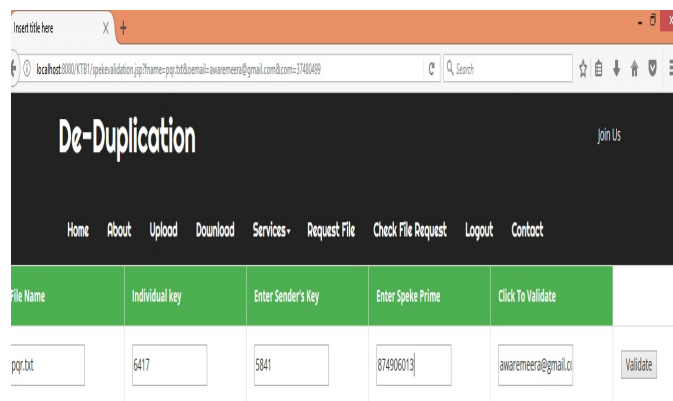 Insert title here
localhost:8080/KTB1/spekevalidation.jsp?fname=pqr.txt&oemail=awaremeera@gmail.com&com=37480499
Search
De-Duplication
Join Us
Home About Upload Download Services Request File Check File Request Logout Contact
File Name Individual key Enter Sender's Key Enter Speke Prime Click To Validate
pqr.txt 6417 5841 874906013 awaremeera@gmail.co Validate